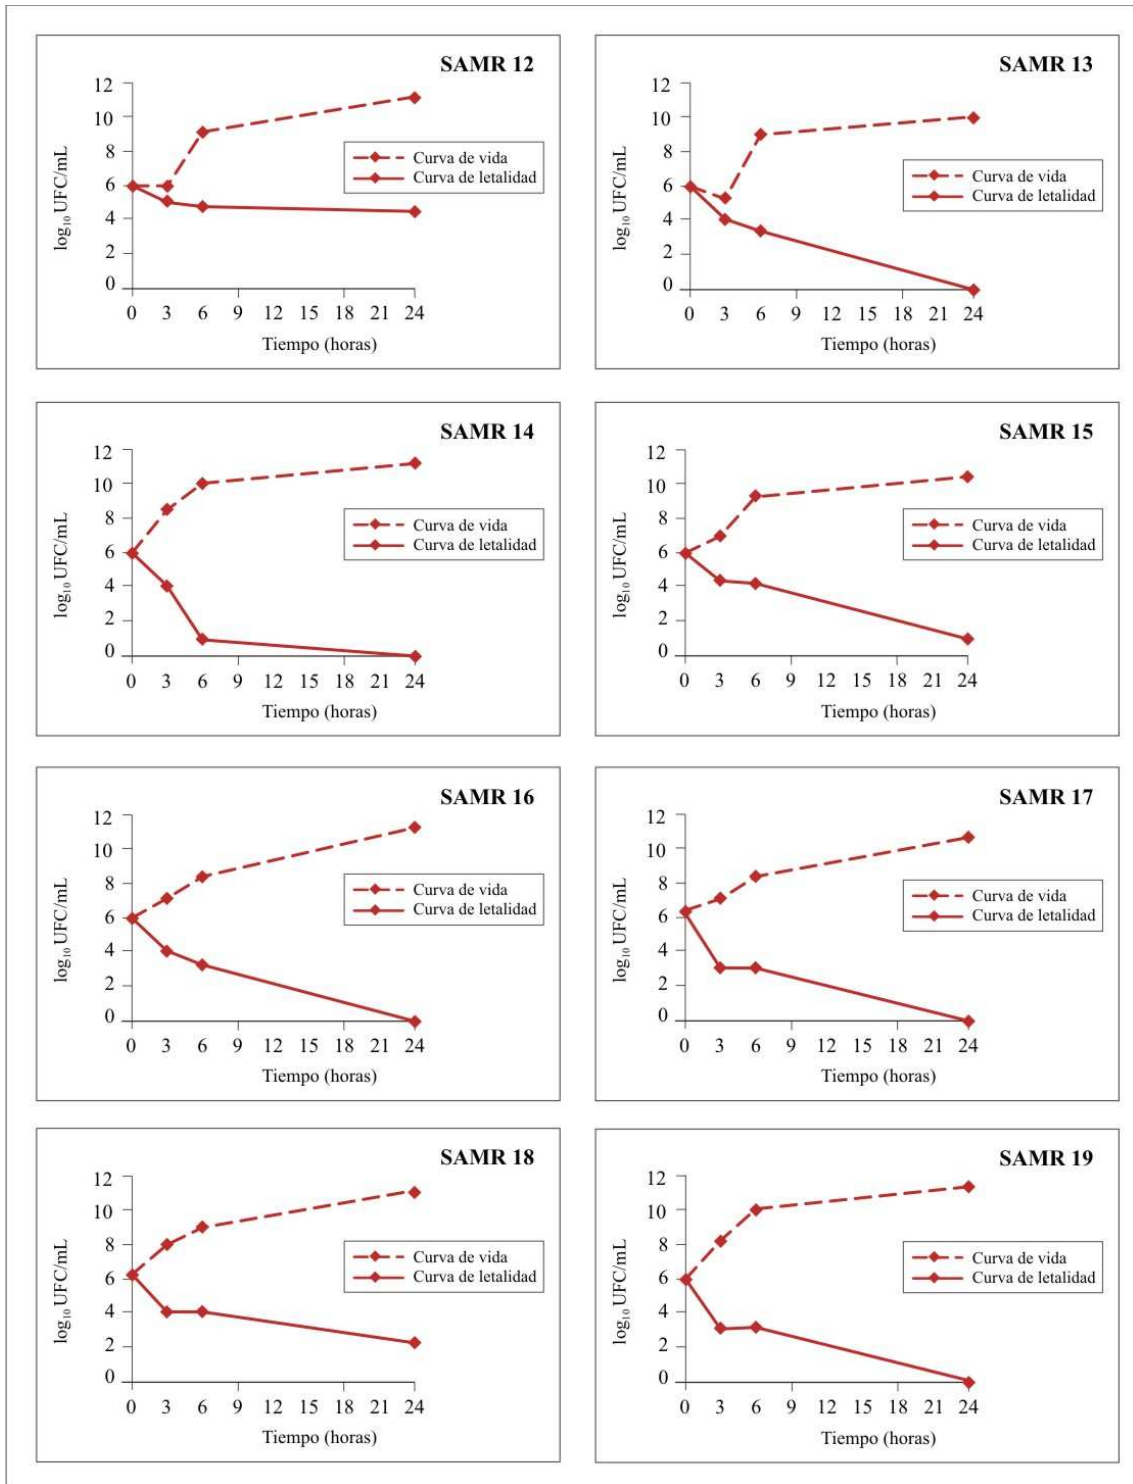 SAMR 12
12
10
8
6
4
2
0
log₁₀ UFC/mL
Curva de vida
Curva de letalidad
0 3 6 9 12 15 18 21 24
Tiempo (horas)
SAMR 13
12
10
8
6
4
2
0
log₁₀ UFC/mL
Curva de vida
Curva de letalidad
0 3 6 9 12 15 18 21 24
Tiempo (horas)
SAMR 14
12
10
8
6
4
2
0
log₁₀ UFC/mL
Curva de vida
Curva de letalidad
0 3 6 9 12 15 18 21 24
Tiempo (horas)
SAMR 15
12
10
8
6
4
2
0
log₁₀ UFC/mL
Curva de vida
Curva de letalidad
0 3 6 9 12 15 18 21 24
Tiempo (horas)
SAMR 16
12
10
8
6
4
2
0
log₁₀ UFC/mL
Curva de vida
Curva de letalidad
0 3 6 9 12 15 18 21 24
Tiempo (horas)
SAMR 17
12
10
8
6
4
2
0
log₁₀ UFC/mL
Curva de vida
Curva de letalidad
0 3 6 9 12 15 18 21 24
Tiempo (horas)
SAMR 18
12
10
8
6
4
2
0
log₁₀ UFC/mL
Curva de vida
Curva de letalidad
0 3 6 9 12 15 18 21 24
Tiempo (horas)
SAMR 19
12
10
8
6
4
2
0
log₁₀ UFC/mL
Curva de vida
Curva de letalidad
0 3 6 9 12 15 18 21 24
Tiempo (horas)